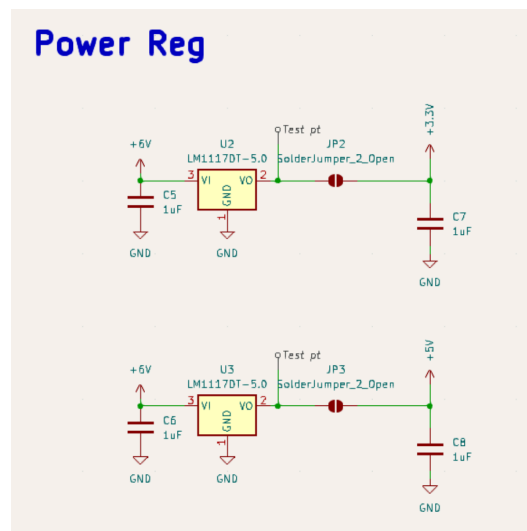 Power Reg
Test pt
+3.3V
+6V
U2
JP2
LM1117DT-5.0
SolderJumper_2_Open
3
VI
VO
2
GND
1
C5
1uF
C7
1uF
GND
GND
GND
Test pt
+5V
+6V
U3
JP3
LM1117DT-5.0
SolderJumper_2_Open
3
VI
VO
2
GND
1
C6
1uF
C8
1uF
GND
GND
GND